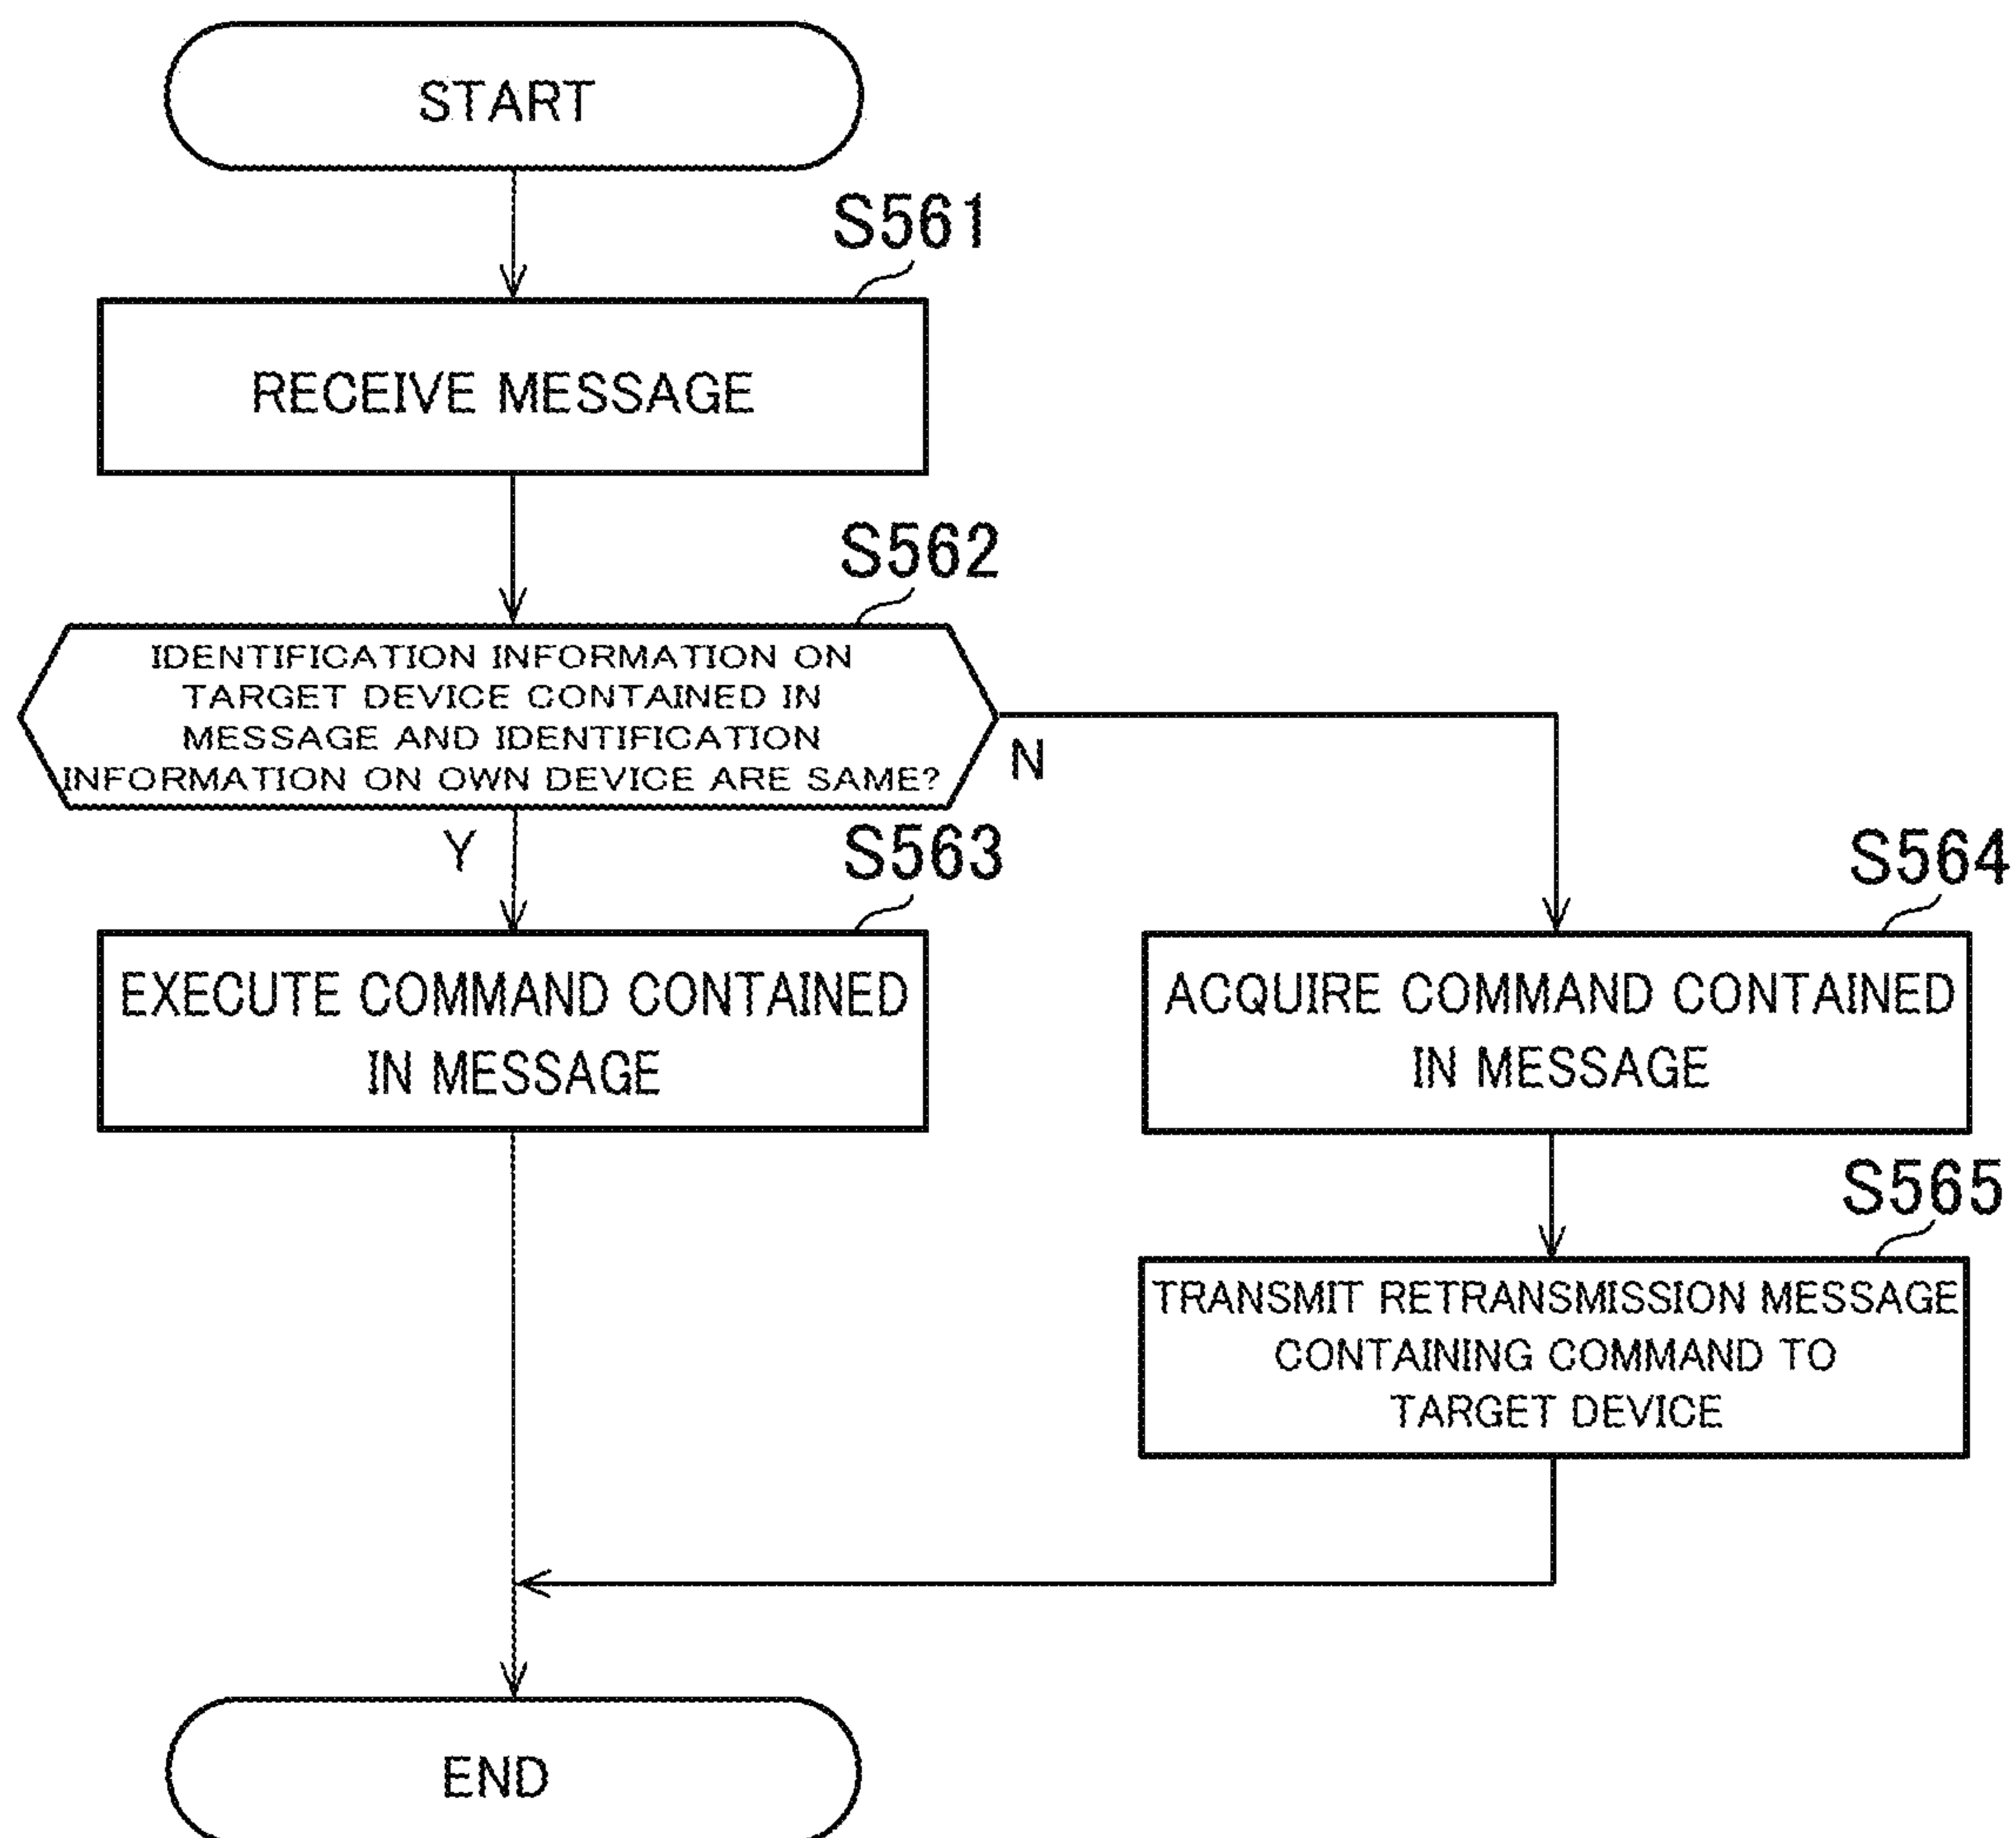 START
S561
RECEIVE MESSAGE
S562
IDENTIFICATION INFORMATION ON
TARGET DEVICE CONTAINED IN
MESSAGE AND IDENTIFICATION
INFORMATION ON OWN DEVICE ARE SAME?
N
Y
S563
EXECUTE COMMAND CONTAINED
IN MESSAGE
S564
ACQUIRE COMMAND CONTAINED
IN MESSAGE
S565
TRANSMIT RETRANSMISSION MESSAGE
CONTAINING COMMAND TO
TARGET DEVICE
END